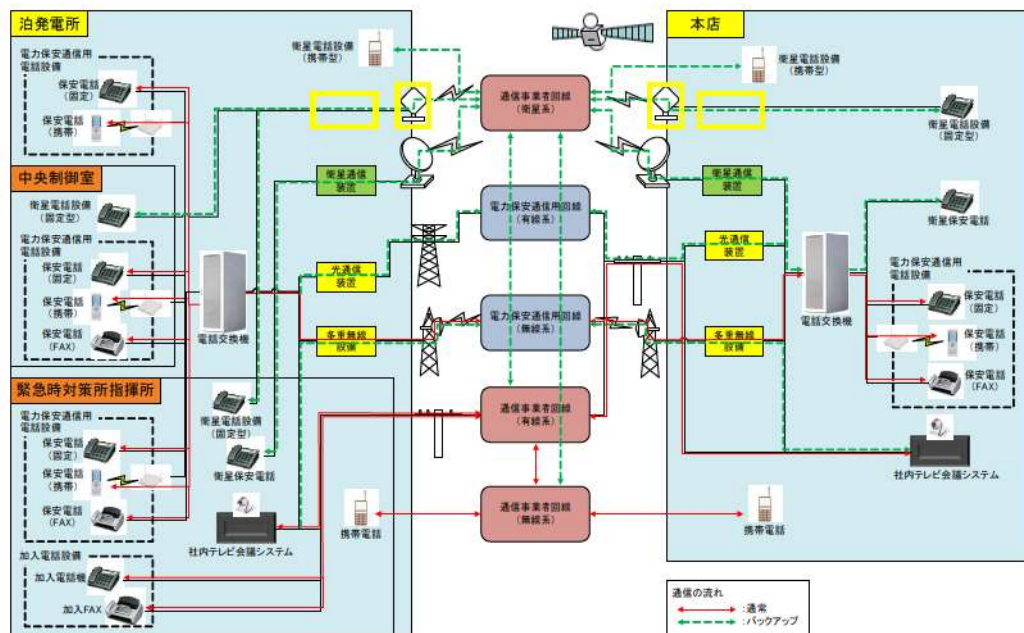 泊発電所
電力保安通信用
電話設備
保安電話
(固定)
保安電話
(携帯)
中央制御室
衛星電話設備
(固定型)
電力保安通信用
電話設備
保安電話
(固定)
保安電話
(携帯)
保安電話
(FAX)
電話交換機
緊急時対策所指揮所
電力保安通信用
電話設備
保安電話
(固定)
保安電話
(携帯)
保安電話
(FAX)
衛星電話設備
(固定型)
衛星保安電話
社内テレビ会議システム
携帯電話
加入電話設備
加入電話機
加入FAX
衛星電話設備
(携帯型)
衛星通信
装置
光通信
装置
多重無線
設備
通信事業者回線
(衛星系)
電力保安通信用回線
(有線系)
電力保安通信用回線
(無線系)
通信事業者回線
(有線系)
通信事業者回線
(無線系)
本店
衛星電話設備
(携帯型)
衛星電話設備
(固定型)
衛星通信
装置
衛星保安電話
光通信
装置
電話交換機
多重無線
設備
電力保安通信用
電話設備
保安電話
(固定)
保安電話
(携帯)
保安電話
(FAX)
社内テレビ会議システム
携帯電話
通信の流れ
:通常
:バックアップ